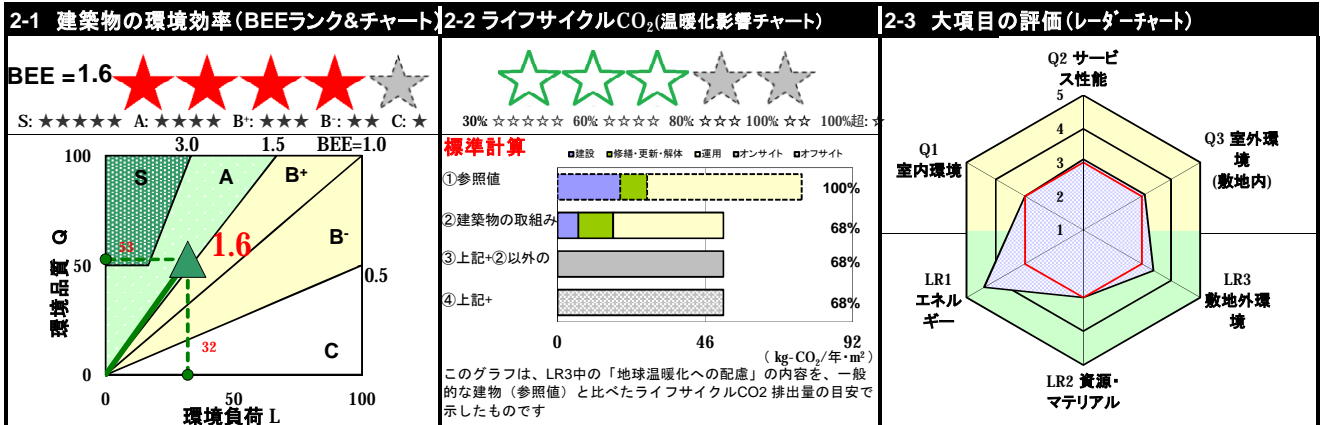 2-1 建築物の環境効率(BEEランク&チャート)
BEE = 1.6
S: ★★★★★ A: ★★★★ B⁺: ★★★ B⁻: ★★ C: ★
3.0 1.5 BEE=1.0
100
S A B⁺
B⁻
53
1.6
50
0.5
32
C
0
0 50 100
環境品質 Q
環境負荷 L
2-2 ライフサイクルCO₂(温暖化影響チャート)
30% ☆☆☆☆☆ 60% ☆☆☆☆ 80% ☆☆☆ 100% ☆☆ 100%超: ☆
標準計算
建設 修繕・更新・解体 運用 オンサイト オフサイト
①参照値 100%
②建築物の取組み 68%
③上記+②以外の 68%
④上記+ 68%
0 46 92
( kg-CO₂/年・m² )
このグラフは、LR3中の「地球温暖化への配慮」の内容を、一般
的な建物(参照値)と比べたライフサイクルCO2 排出量の目安で
示したものです
2-3 大項目の評価(レーダーチャート)
Q2 サービ
ス性能
5
4
3
2
1
Q1
室内環境
Q3 室外環
境
(敷地内)
LR1
エネル
ギー
LR3
敷地外環
境
LR2 資源・
マテリアル